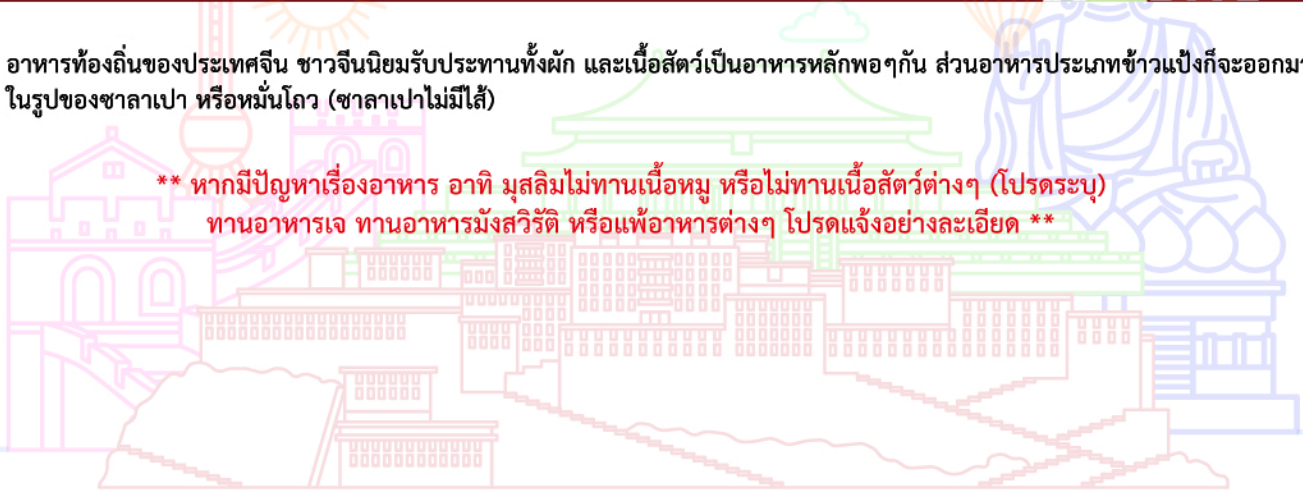 อาหารท้องถิ่นของประเทศจีน ชาวจีนนิยมรับประทานทั้งผัก และเนื้อสัตว์เป็นอาหารหลักพอๆกัน ส่วนอาหารประเภทข้าวแป้งก็จะออกมา
ในรูปของซาลาเปา หรือหมั่นโถว (ซาลาเปาไม่มีไส้)
** หากมีปัญหาเรื่องอาหาร อาทิ มุสลิมไม่ทานเนื้อหมู หรือไม่ทานเนื้อสัตว์ต่างๆ (โปรดระบุ)
ทานอาหารเจ ทานอาหารมังสวิรัติ หรือแพ้อาหารต่างๆ โปรดแจ้งอย่างละเอียด **